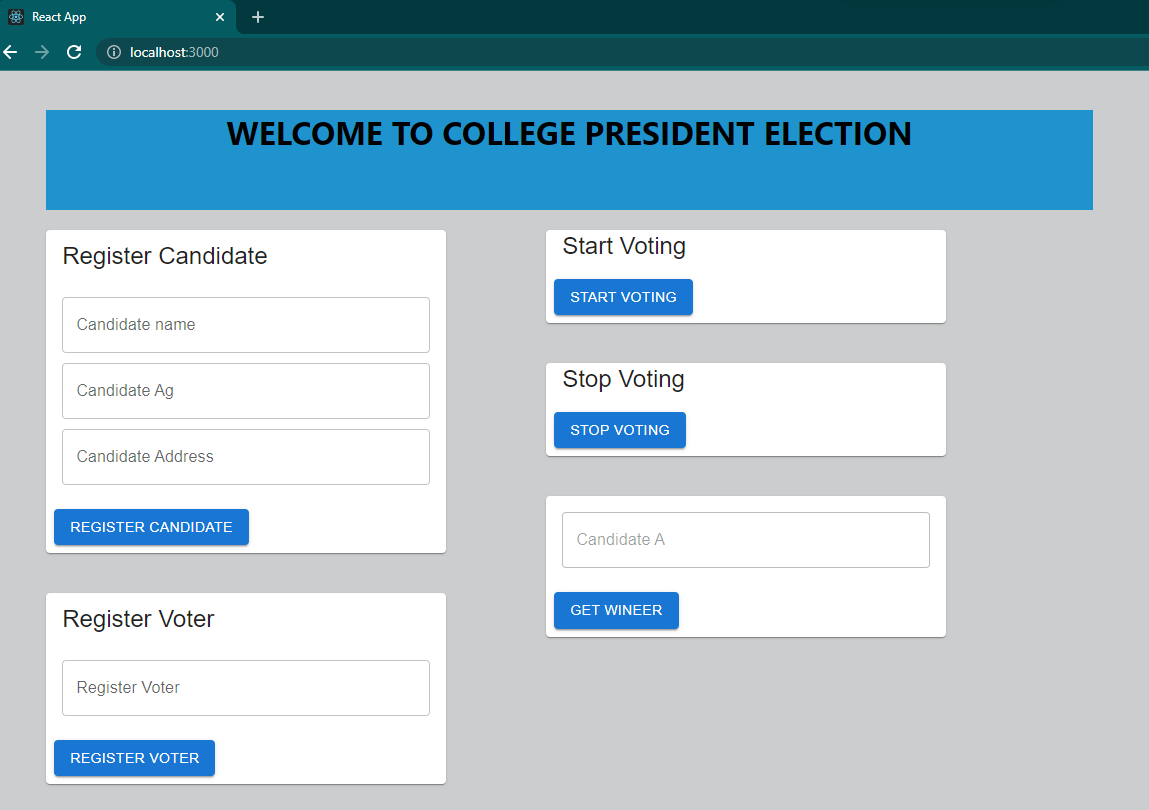 React App
localhost:3000
WELCOME TO COLLEGE PRESIDENT ELECTION
Register Candidate
Candidate name
Candidate Ag
Candidate Address
REGISTER CANDIDATE
Register Voter
Register Voter
REGISTER VOTER
Start Voting
START VOTING
Stop Voting
STOP VOTING
Candidate A
GET WINEER